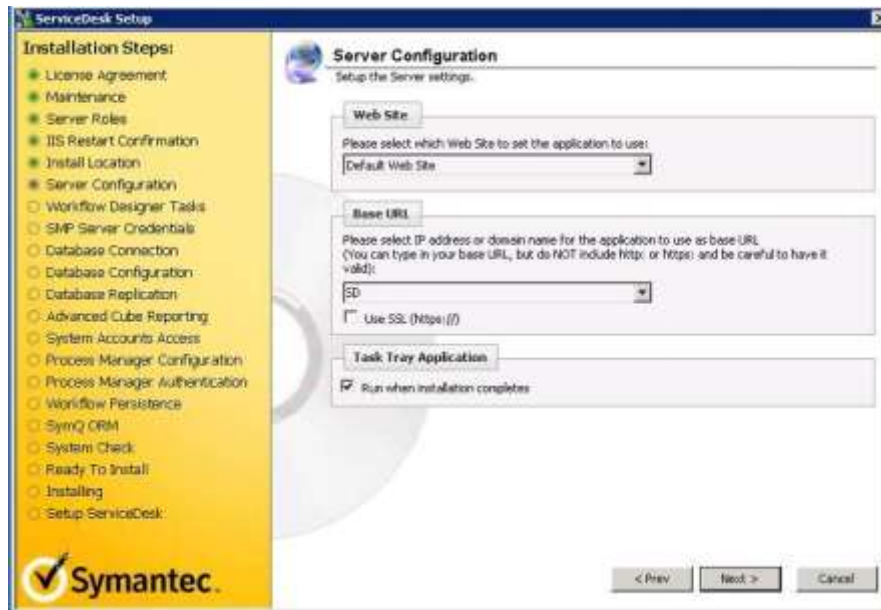 ServiceDesk Setup
Installation Steps:
License Agreement
Maintenance
Server Roles
IIS Restart Confirmation
Install Location
Server Configuration
Workflow Designer Tasks
SMP Server Credentials
Database Connection
Database Configuration
Database Replication
Advanced Cube Reporting
System Accounts Access
Process Manager Configuration
Process Manager Authentication
Workflow Persistence
SymQ ORM
System Check
Ready To Install
Installing
Setup ServiceDesk
Symantec.
Server Configuration
Setup the Server settings.
Web Site
Please select which Web Site to set the application to use:
Default Web Site
Base URL
Please select IP address or domain name for the application to use as base URL
(You can type in your base URL, but do NOT include http: or https: and be careful to have it
valid):
SD
Use SSL (https://)
Task Tray Application
Run when installation completes
< Prev
Next >
Cancel